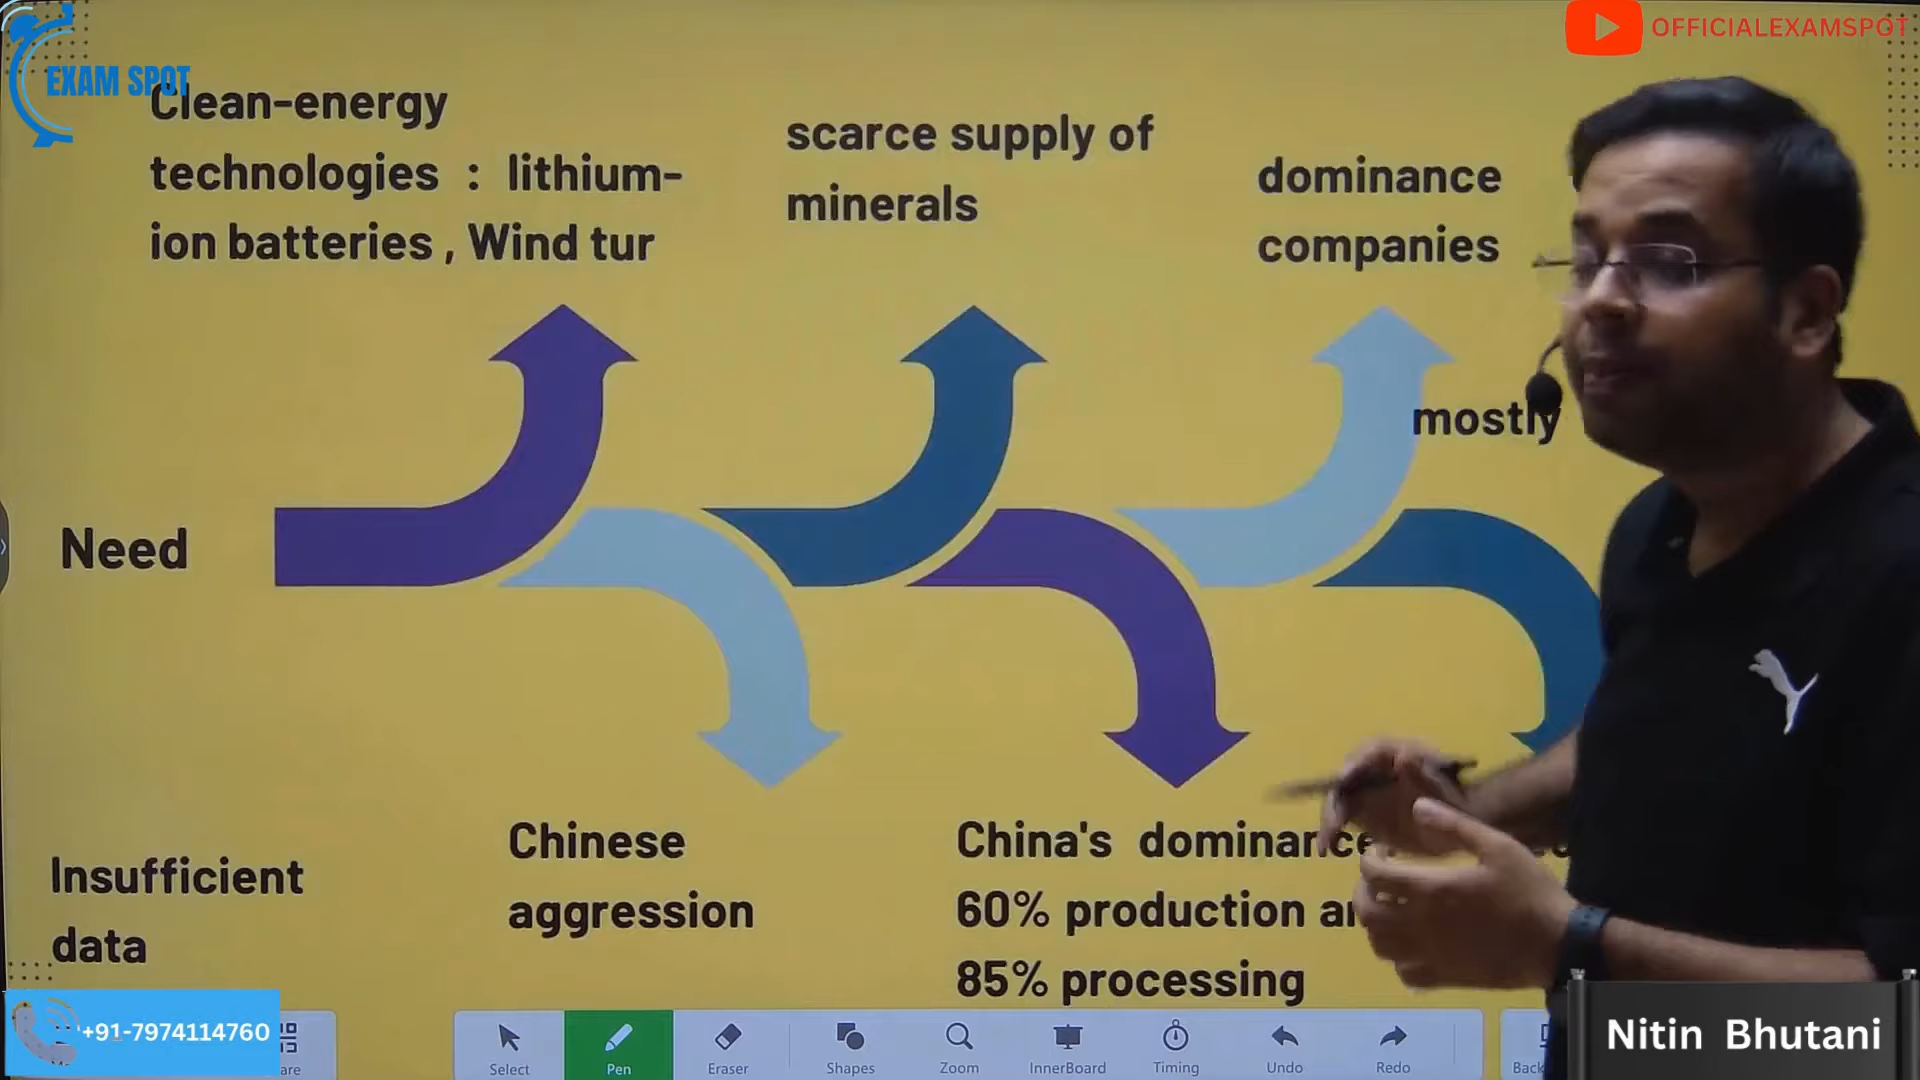 EXAM SPOT
OFFICIALEXAMSPOT
Clean-energy
technologies : lithium-
ion batteries , Wind tur
scarce supply of
minerals
dominance
companies
mostly
Need
Insufficient
data
Chinese
aggression
China's dominance
60% production
85% processing
+91-7974114760
Select
Pen
Eraser
Shapes
Zoom
InnerBoard
Timing
Undo
Redo
Nitin Bhutani